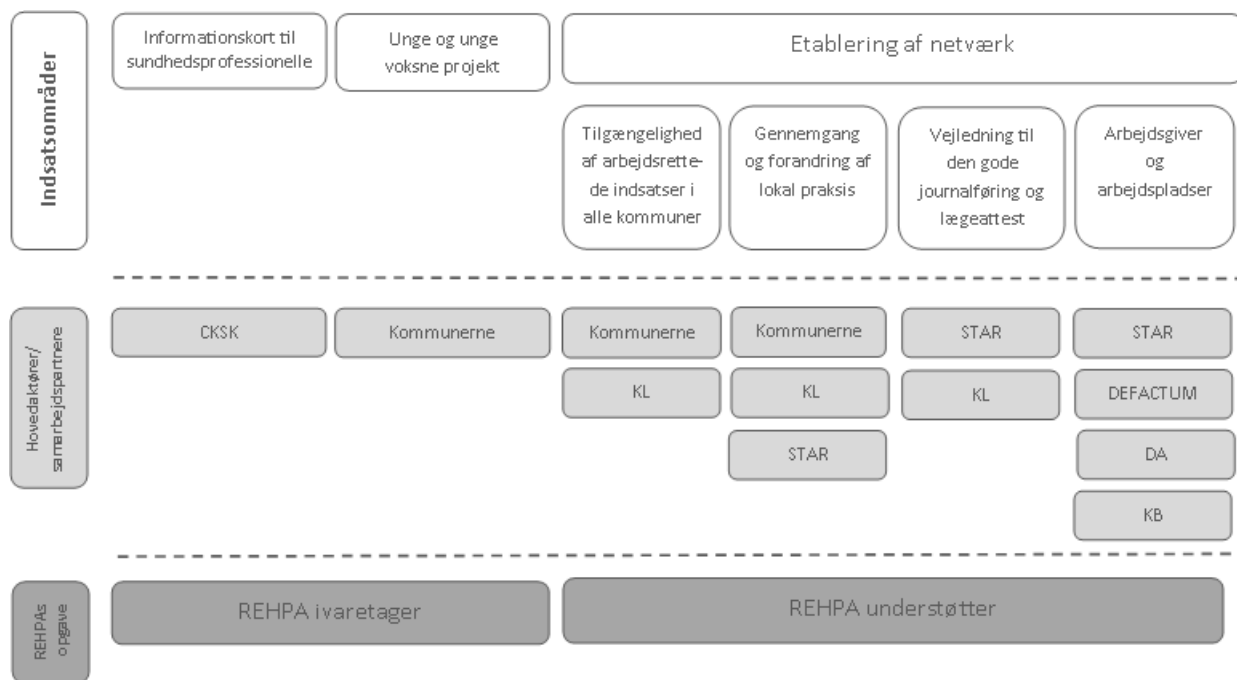 Indsatsområder
Informationskort til
sundhedsprofessionelle
Unge og unge
voksne projekt
Etablering af netværk
Tilgængelighed
af arbejdsrette-
de indsatser i
alle kommuner
Gennemgang
og forandring af
lokal praksis
Vejledning til
den gode
journalføring og
lægeattest
Arbejdsgiver
og
arbejdspladser
Hovedaktører/
samarbejdspartnere
CKSK
Kommunerne
Kommunerne
KL
Kommunerne
KL
STAR
STAR
KL
STAR
DEFACTUM
DA
KB
REHPAs
opgave
REHPA ivaretager
REHPA understøtter